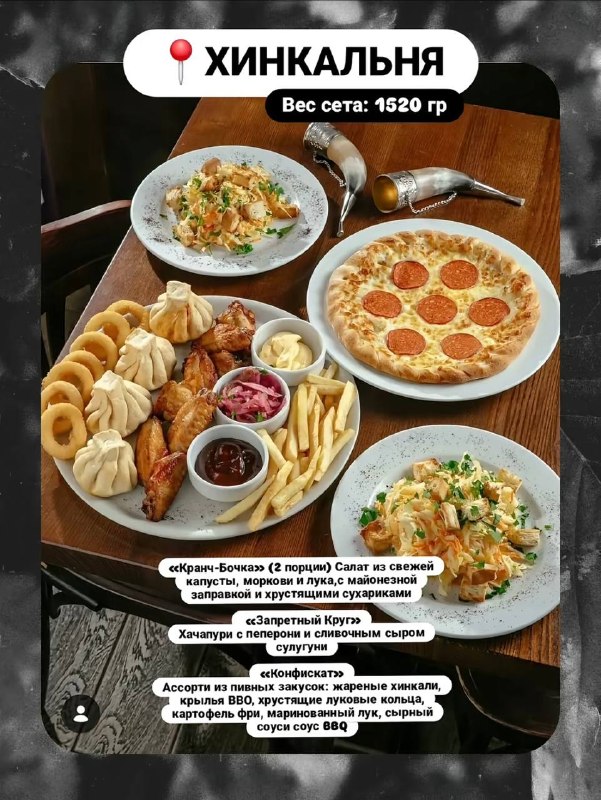 ХИНКАЛЬНЯ
Вес сета: 1520 гр
«Кранч-Бочка» (2 порции) Салат из свежей
капусты, моркови и лука,с майонезной
заправкой и хрустящими сухариками
«Запретный Круг»
Хачапури с пеперони и сливочным сыром
сулугуни
«Конфискат»
Ассорти из пивных закусок: жареные хинкали,
крылья BBQ, хрустящие луковые кольца,
картофель фри, маринованный лук, сырный
соуси соус BBQ